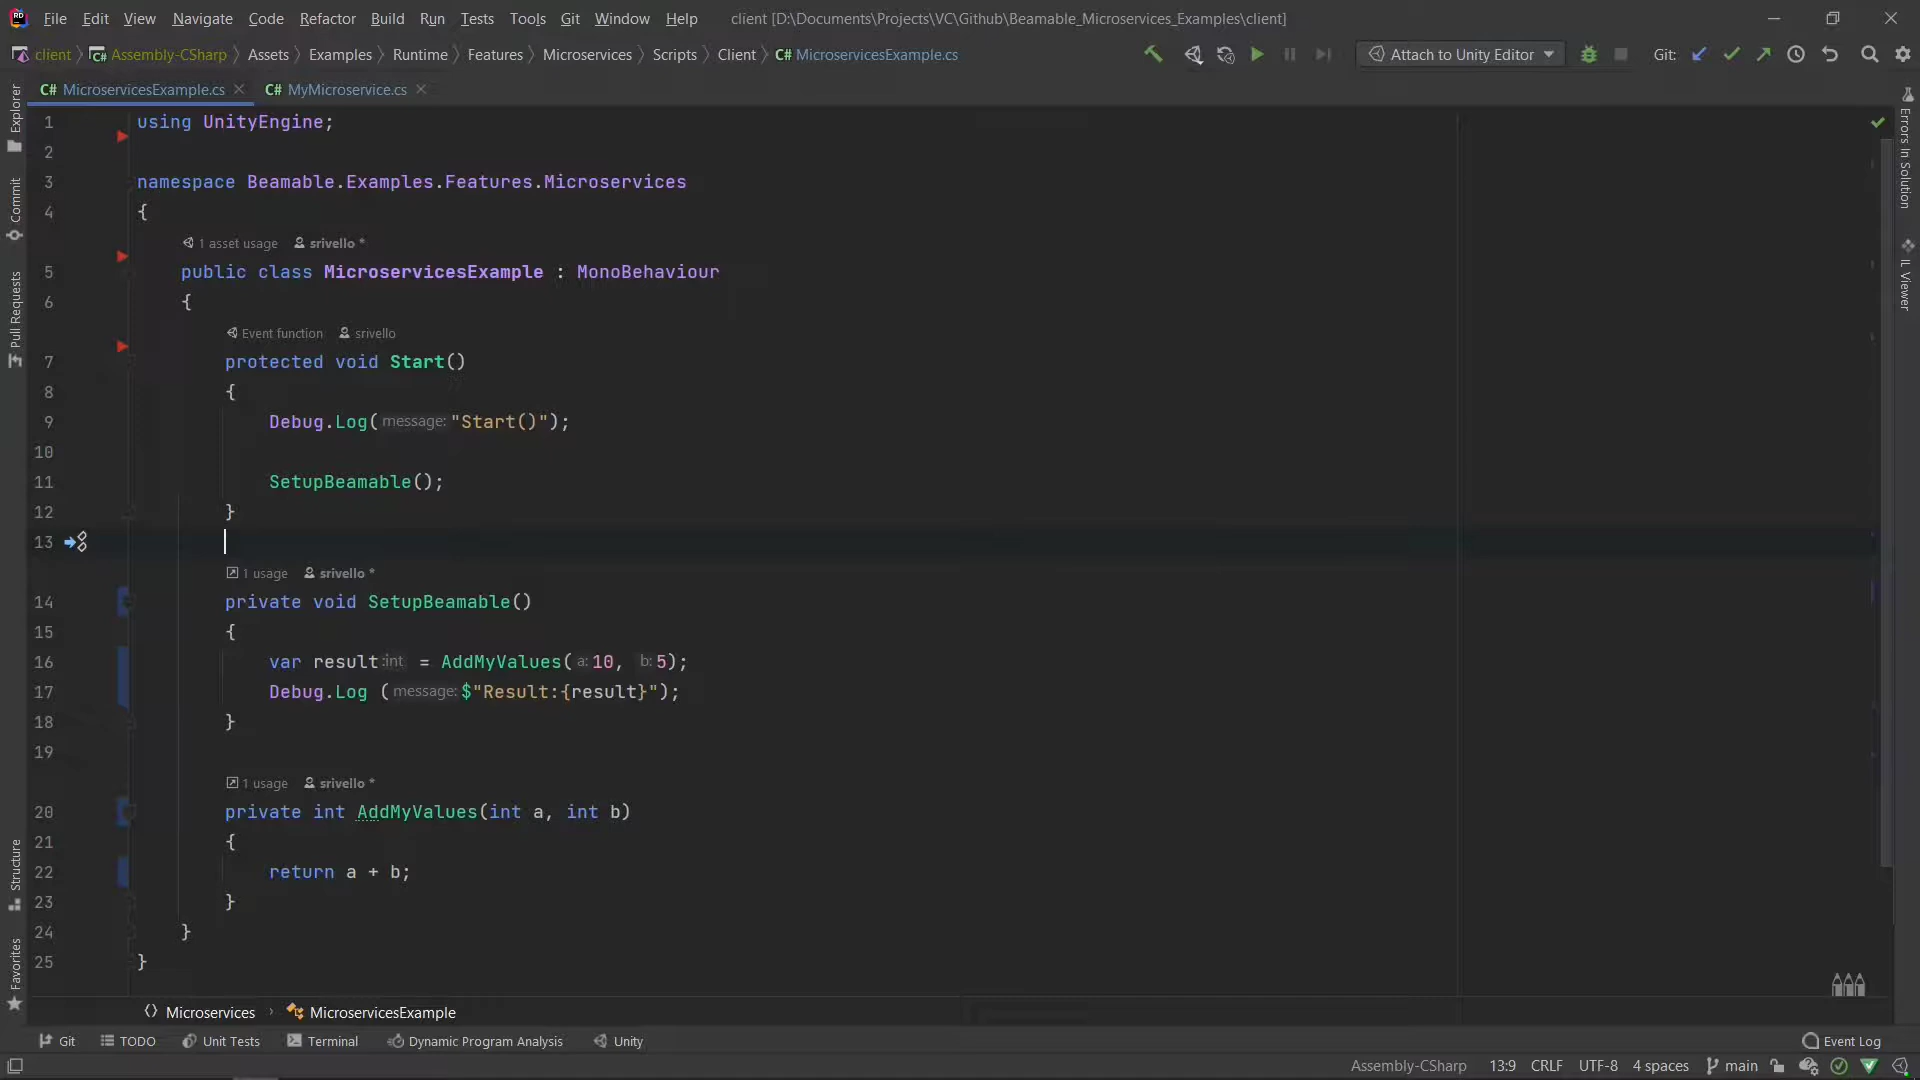 File Edit View Navigate Code Refactor Build Run Tests Tools Git Window Help client [D:\Documents\Projects\VC\Github\Beamable_Microservices_Examples\client]
client Assembly-CSharp Assets Examples Runtime Features Microservices Scripts Client C# MicroservicesExample.cs Attach to Unity Editor Git:
C# MicroservicesExample.cs C# MyMicroservice.cs
Explorer
Commit
Pull Requests
Structure
Favorites
1 using UnityEngine;
2
3 namespace Beamable.Examples.Features.Microservices
4 {
1 asset usage srivello *
5 public class MicroservicesExample : MonoBehaviour
6 {
Event function srivello
7 protected void Start()
8 {
9 Debug.Log(message: "Start()");
10
11 SetupBeamable();
12 }
13
1 usage srivello *
14 private void SetupBeamable()
15 {
16 var result:int = AddMyValues(a:10, b:5);
17 Debug.Log (message:$"Result:{result}");
18 }
19
1 usage srivello *
20 private int AddMyValues(int a, int b)
21 {
22 return a + b;
23 }
24 }
25 }
Errors In Solution
IL Viewer
Microservices MicroservicesExample
Git TODO Unit Tests Terminal Dynamic Program Analysis Unity Event Log
Assembly-CSharp 13:9 CRLF UTF-8 4 spaces main